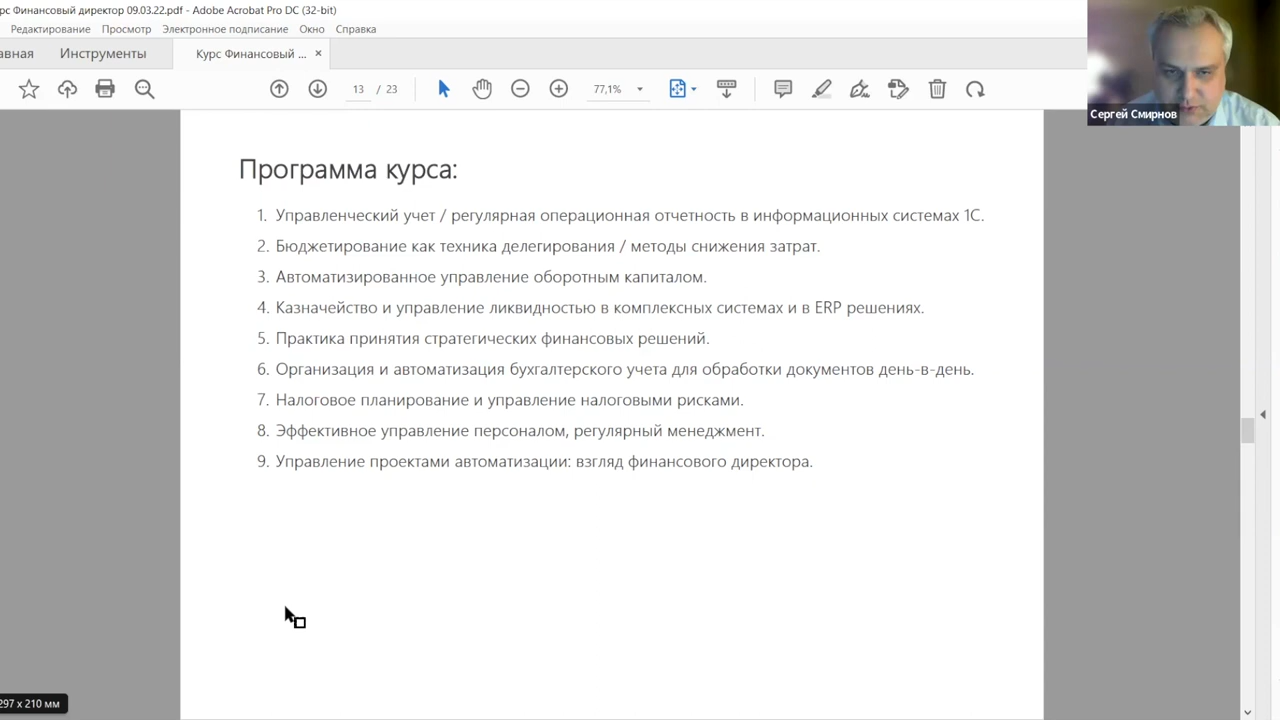 рс Финансовый директор 09.03.22.pdf - Adobe Acrobat Pro DC (32-bit)
Редактирование Просмотр Электронное подписание Окно Справка
авная Инструменты Курс Финансовый ... ×
13 / 23 77,1%
Сергей Смирнов
Программа курса:
1. Управленческий учет / регулярная операционная отчетность в информационных системах 1С.
2. Бюджетирование как техника делегирования / методы снижения затрат.
3. Автоматизированное управление оборотным капиталом.
4. Казначейство и управление ликвидностью в комплексных системах и в ERP решениях.
5. Практика принятия стратегических финансовых решений.
6. Организация и автоматизация бухгалтерского учета для обработки документов день-в-день.
7. Налоговое планирование и управление налоговыми рисками.
8. Эффективное управление персоналом, регулярный менеджмент.
9. Управление проектами автоматизации: взгляд финансового директора.
297 x 210 мм